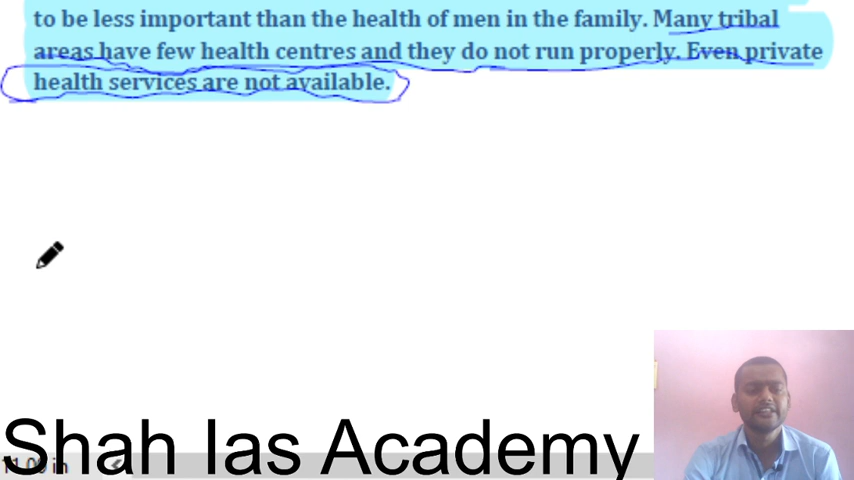 to be less important than the health of men in the family. Many tribal
areas have few health centres and they do not run properly. Even private
health services are not available.
Shah Ias Academy